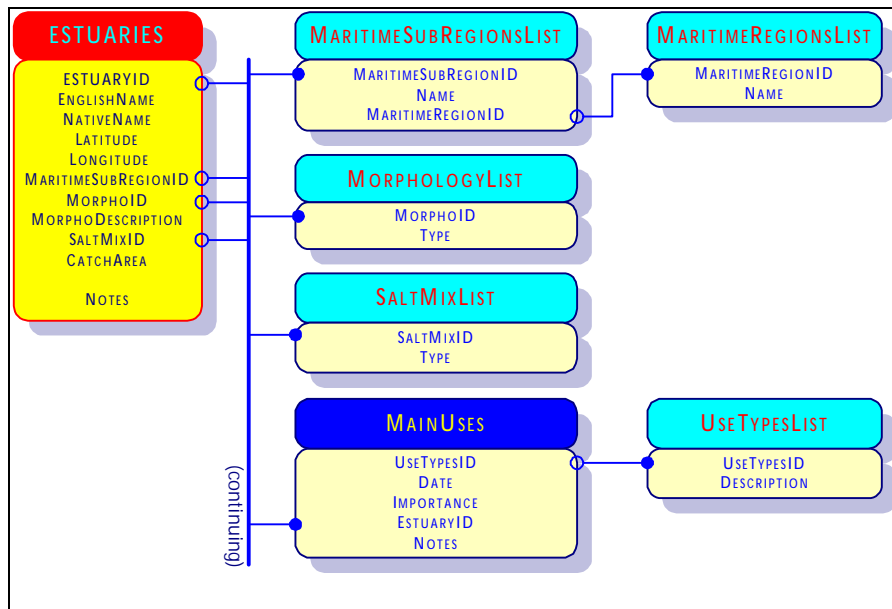 ESTUARIES
ESTUARYID
ENGLISHNAME
NATIVENAME
LATITUDE
LONGITUDE
MARITIMESUBREGIONID
MORPHOID
MORPHODESCRIPTION
SALTMIXID
CATCHAREA
NOTES
(continuing)
MARITIMESUBREGIONSLIST
MARITIMESUBREGIONID
NAME
MARITIMEREGIONID
MARITIMEREGIONSLIST
MARITIMEREGIONID
NAME
MORPHOLOGYLIST
MORPHOID
TYPE
SALTMIXLIST
SALTMIXID
TYPE
MAINUSES
USETYPESID
DATE
IMPORTANCE
ESTUARYID
NOTES
USETYPESLIST
USETYPESID
DESCRIPTION